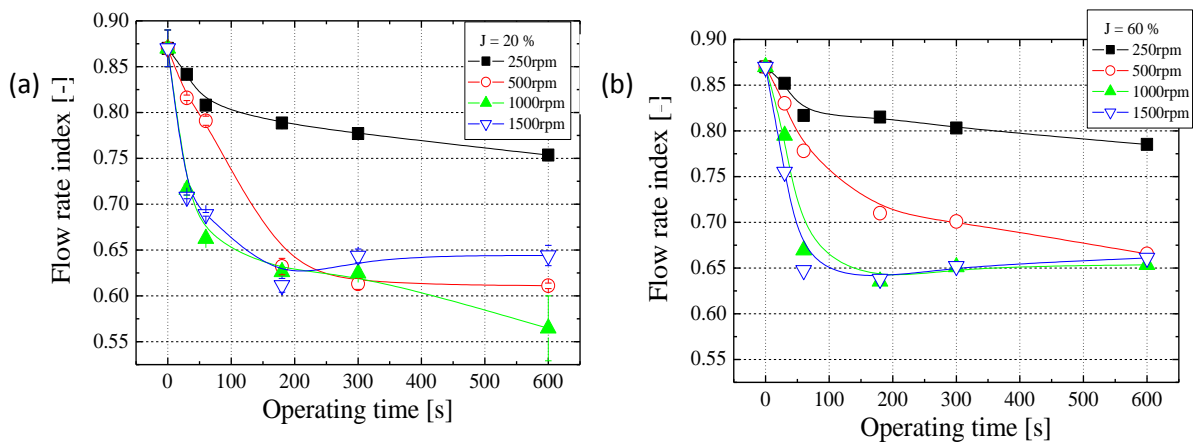 (a)
Flow rate index [-]
0.90
0.85
0.80
0.75
0.70
0.65
0.60
0.55
J = 20 %
250rpm
500rpm
1000rpm
1500rpm
0 100 200 300 400 500 600
Operating time [s]
(b)
Flow rate index [-]
0.90
0.85
0.80
0.75
0.70
0.65
0.60
0.55
J = 60 %
250rpm
500rpm
1000rpm
1500rpm
0 100 200 300 400 500 600
Operating time [s]